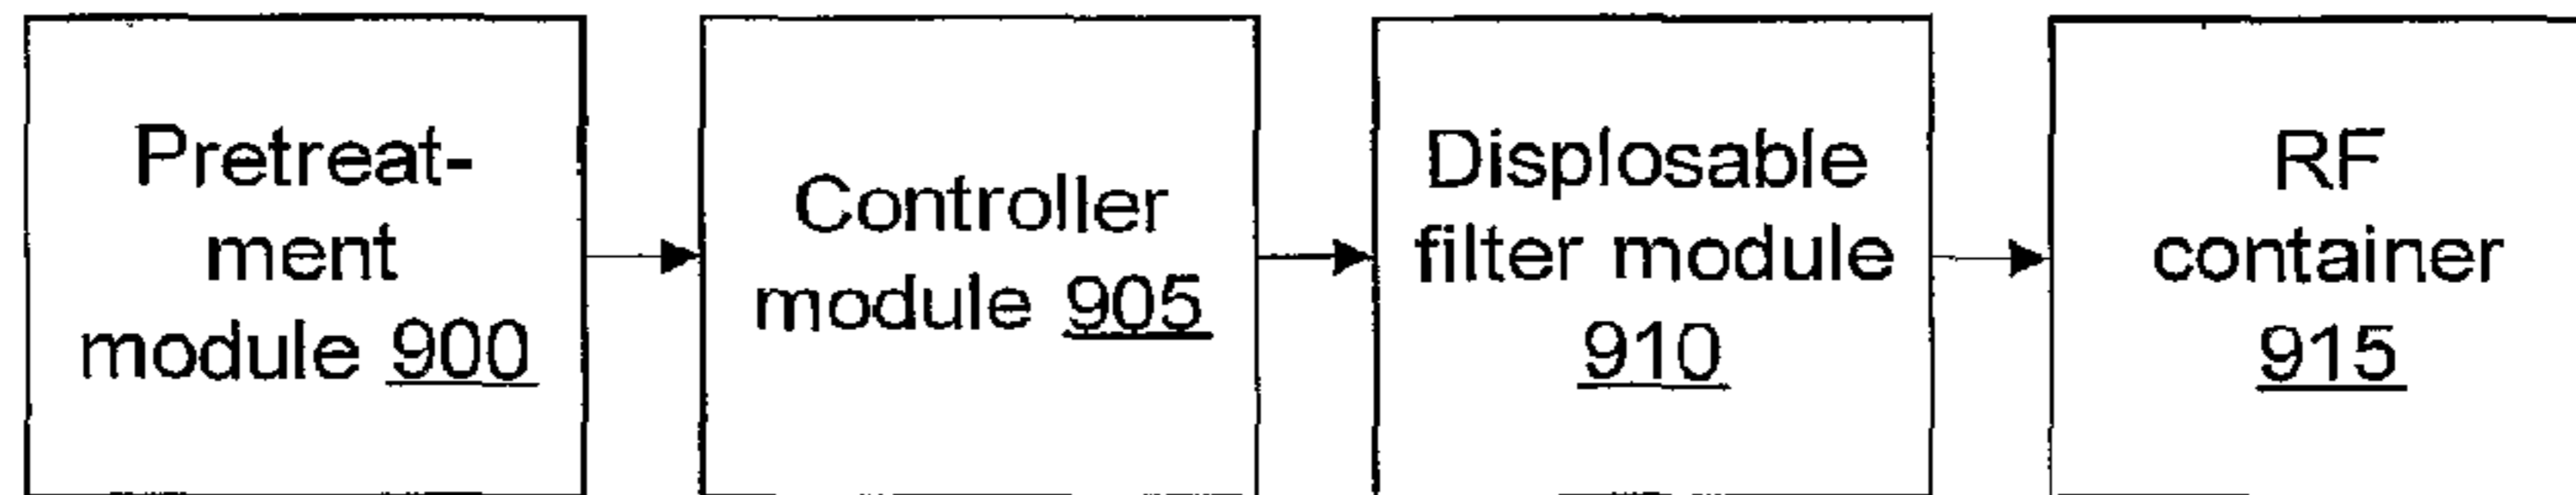 Pretreat-
ment
module 900
Controller
module 905
Displosable
filter module
910
RF
container
915